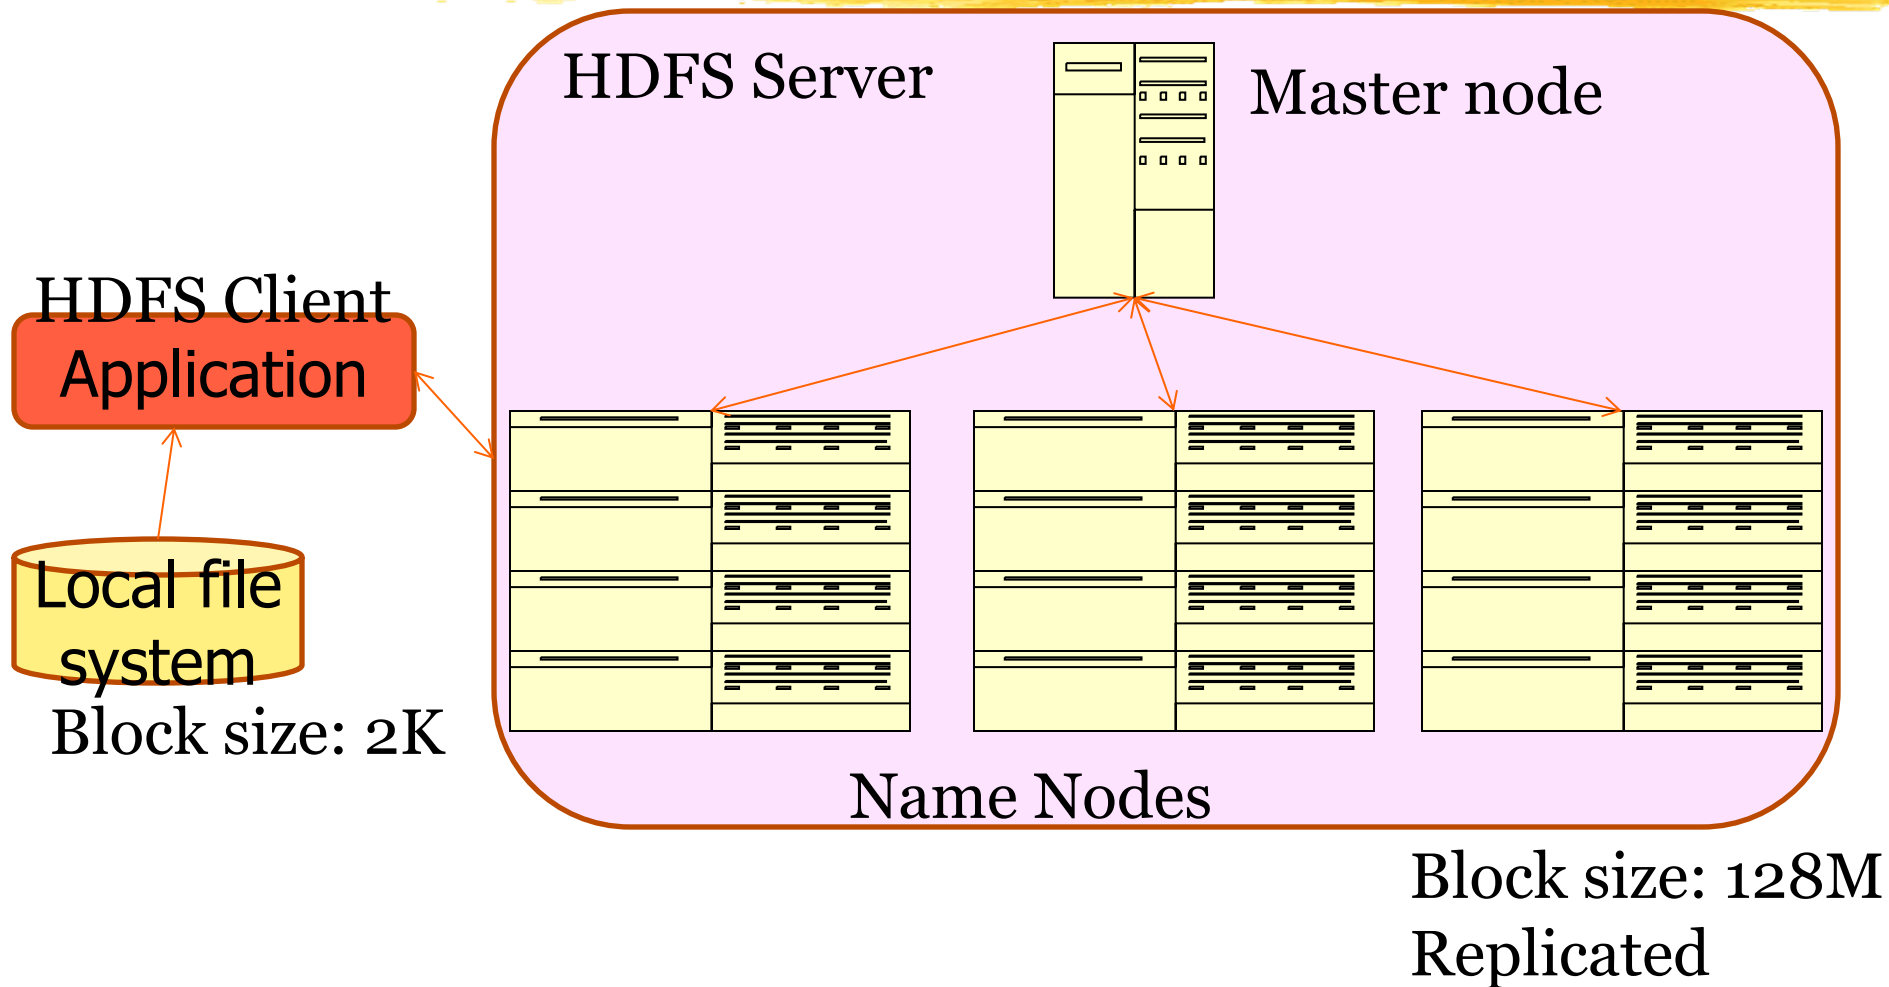 HDFS Server
Master node
HDFS Client
Application
Local file
system
Block size: 2K
Name Nodes
Block size: 128M
Replicated